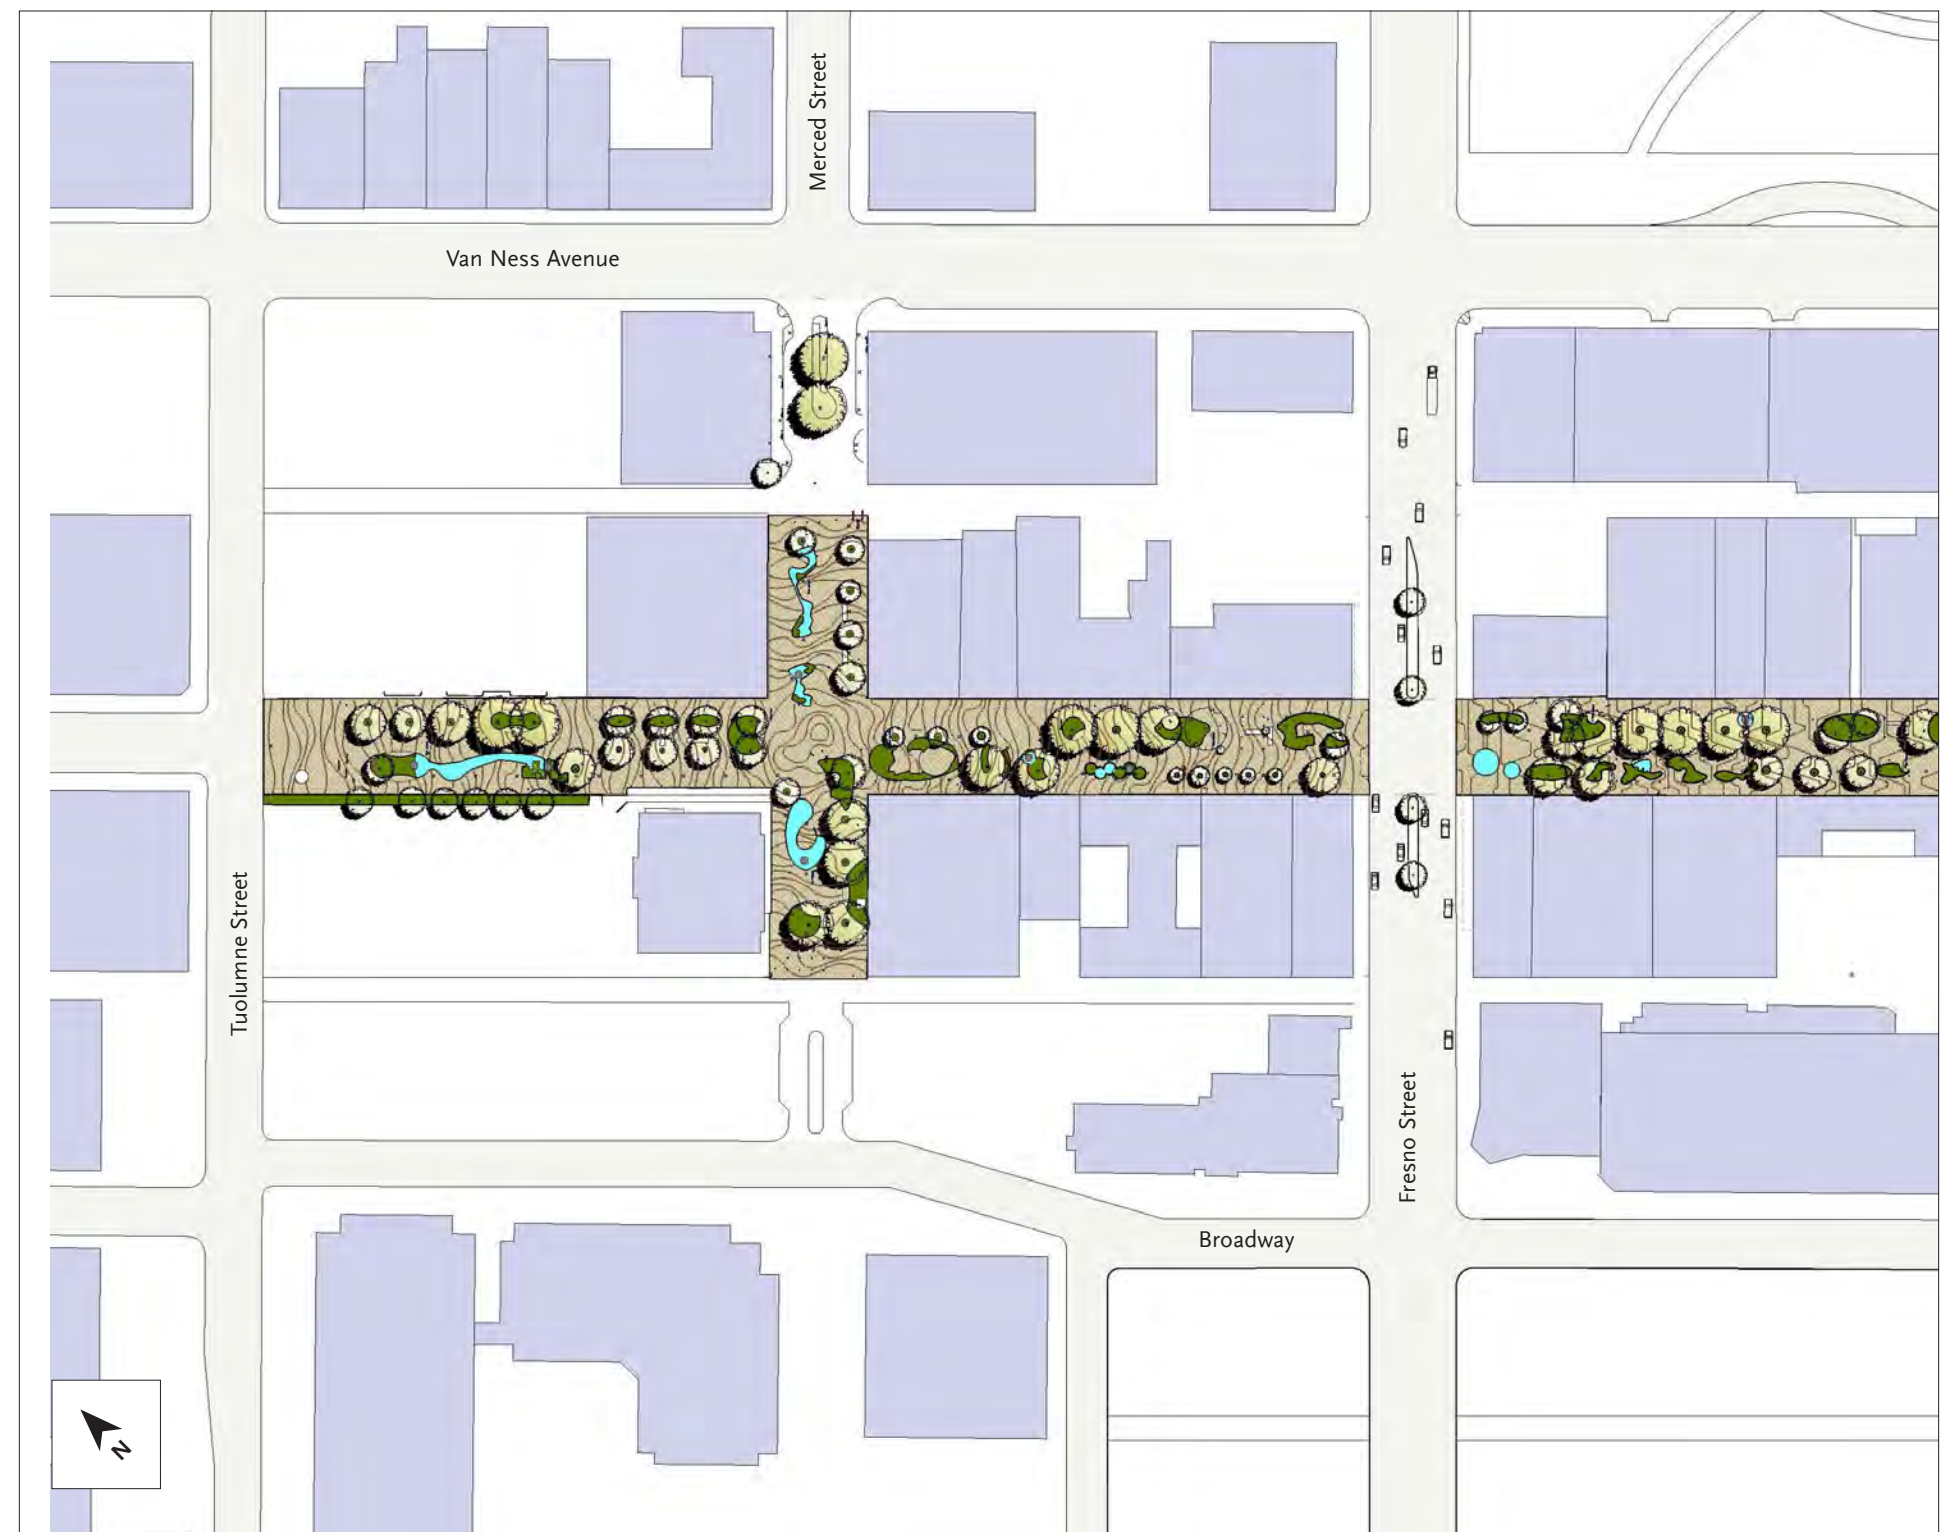 Merced Street
Van Ness Avenue
Tuolumne Street
Fresno Street
Broadway
N